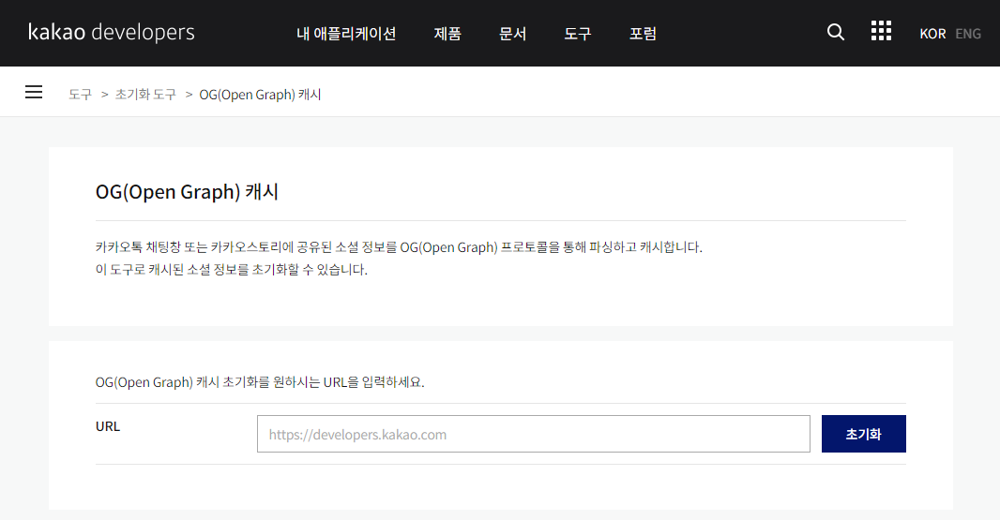 kakao developers 내 애플리케이션 제품 문서 도구 포럼 KOR ENG
도구 > 초기화 도구 > OG(Open Graph) 캐시
OG(Open Graph) 캐시
카카오톡 채팅창 또는 카카오스토리에 공유된 소셜 정보를 OG(Open Graph) 프로토콜을 통해 파싱하고 캐시합니다.
이 도구로 캐시된 소셜 정보를 초기화할 수 있습니다.
OG(Open Graph) 캐시 초기화를 원하시는 URL을 입력하세요.
URL https://developers.kakao.com 초기화